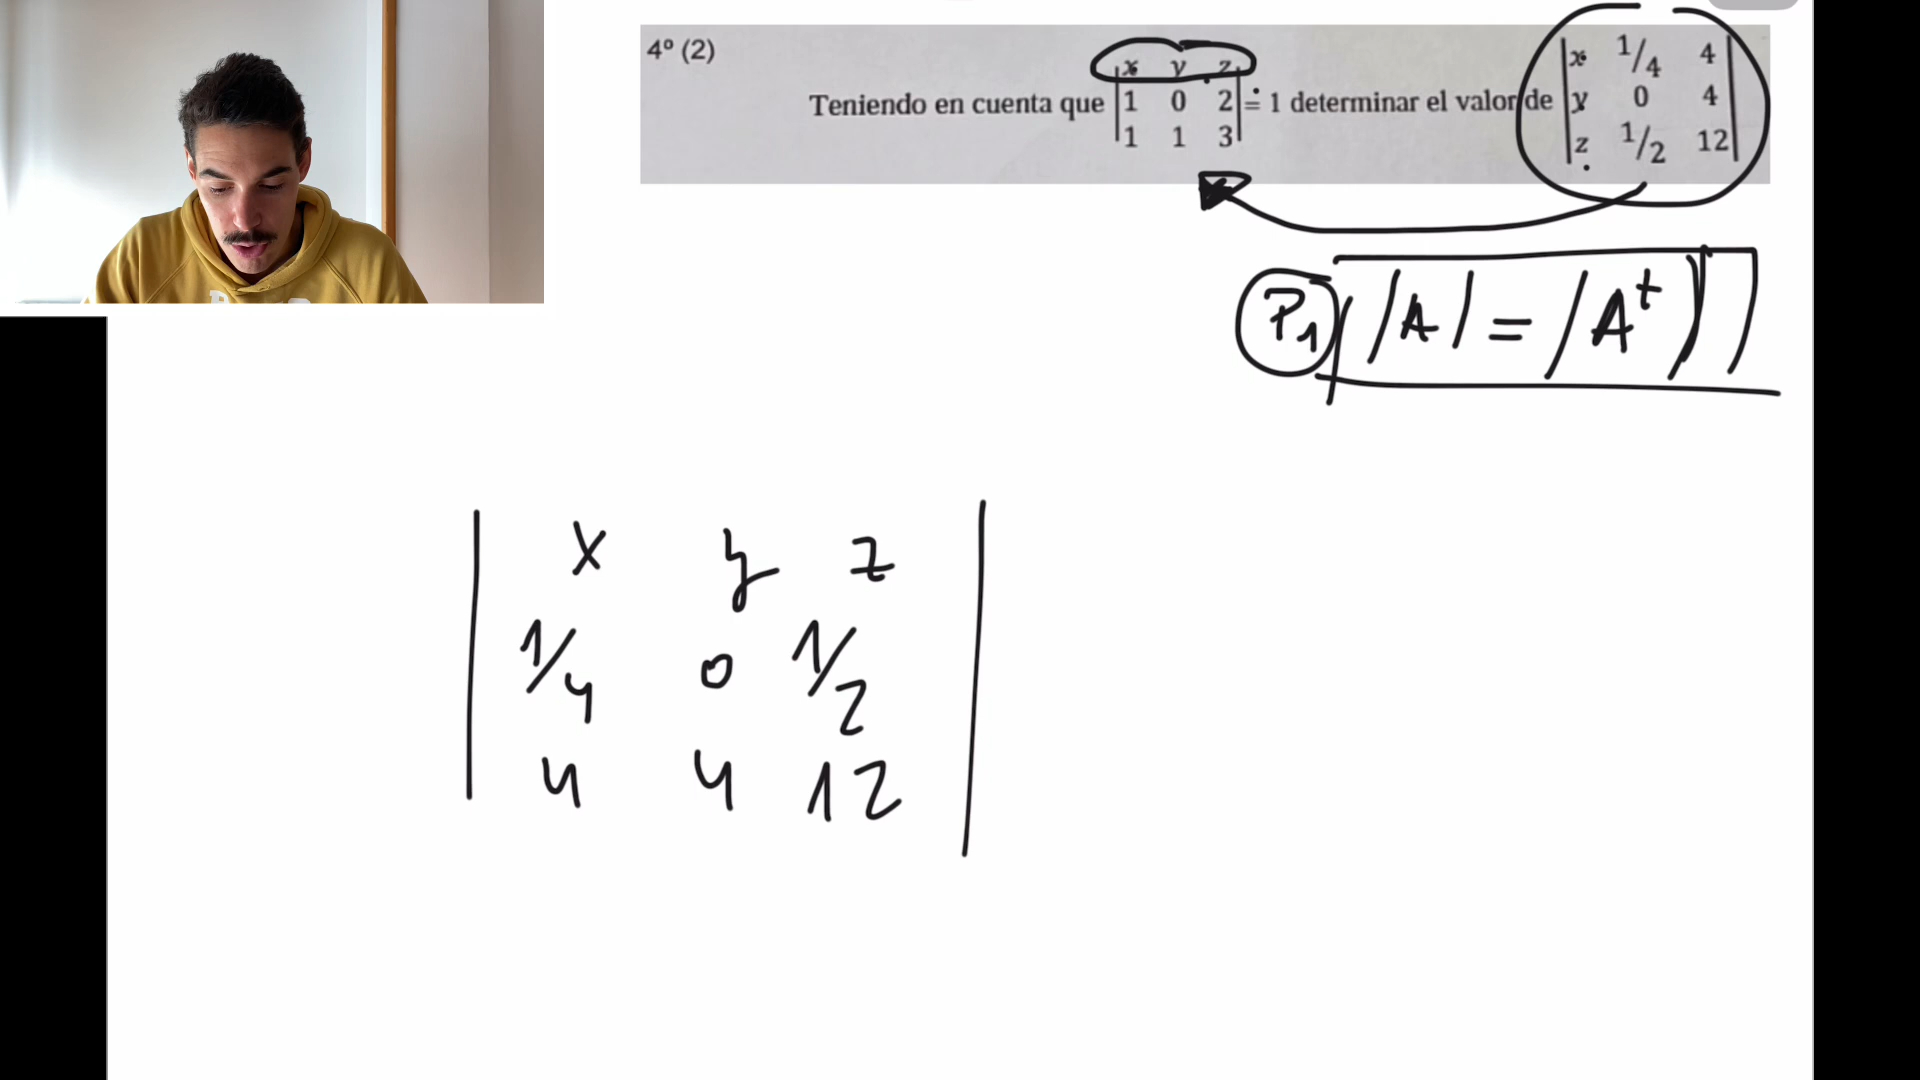 4º (2)
Teniendo en cuenta que |x y z| = 1 determinar el valor de |x 1/4 4|
|1 0 2| |y 0 4|
|1 1 3| |z 1/2 12|
P1 |A| = |A^t|
x y z
1/4 0 1/2
4 4 12